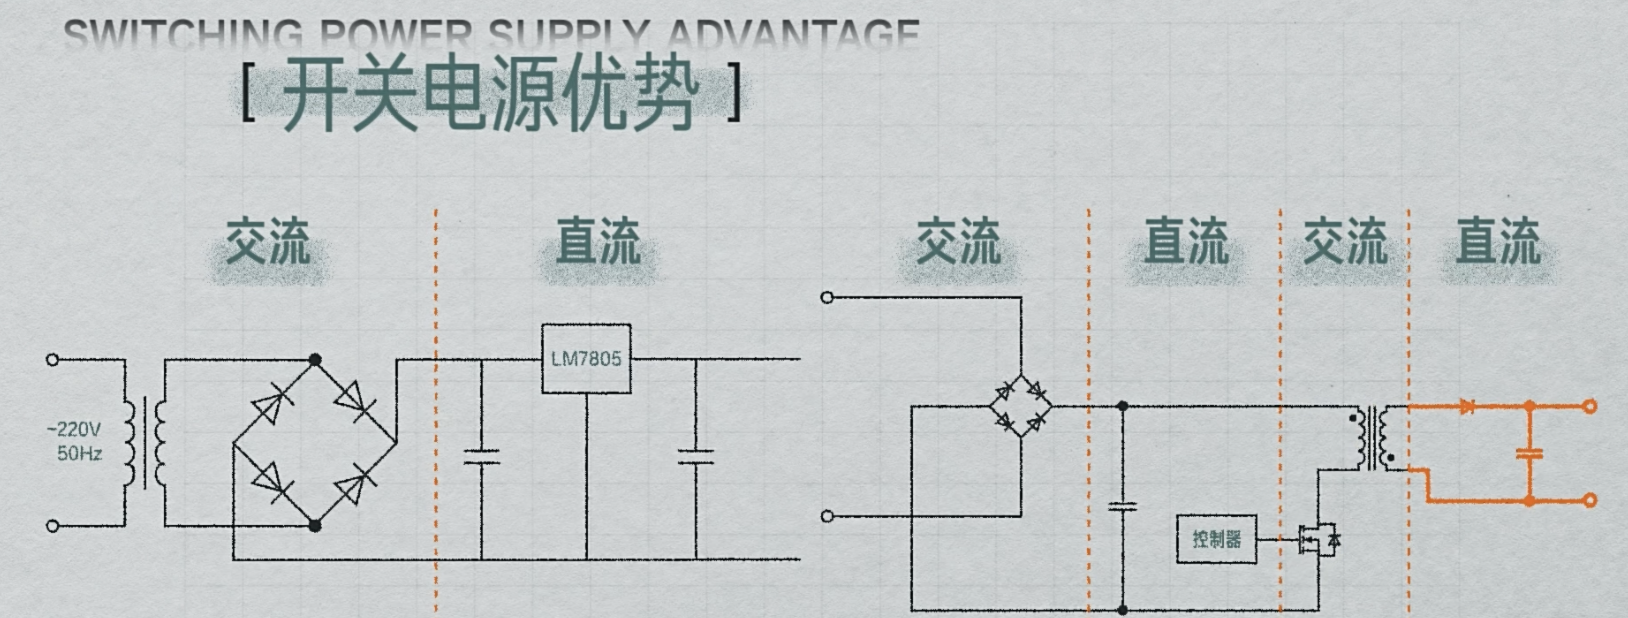 SWITCHING POWER SUPPLY ADVANTAGE
[ 开关电源优势 ]
交流 直流 交流 直流 交流 直流
LM7805
~220V
50Hz
控制器